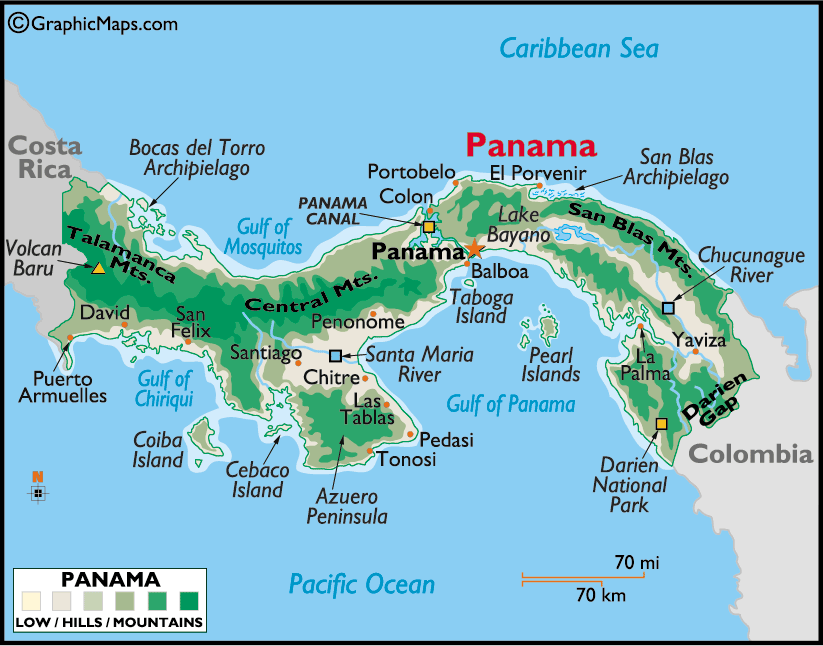 ©GraphicMaps.com
Caribbean Sea
Costa
Rica
Bocas del Torro
Archipielago
Panama
Portobelo
El Porvenir
San Blas
Archipielago
Colon
PANAMA
CANAL
Gulf of
Mosquitos
Lake
Bayano
San Blas Mts.
Volcan
Baru
Talamanca
Mts.
Panama
Balboa
Chucunague
River
Central Mts.
Taboga
Island
David
San
Felix
Penonome
Santiago
Santa Maria
River
Pearl
Islands
La
Palma
Yaviza
Puerto
Armuelles
Gulf of
Chiriqui
Chitre
Las
Tablas
Gulf of Panama
Darien
Gap
Coiba
Island
Cebaco
Island
Pedasi
Tonosi
Azuero
Peninsula
Colombia
Darien
National
Park
N
Pacific Ocean
70 mi
70 km
PANAMA
LOW / HILLS / MOUNTAINS